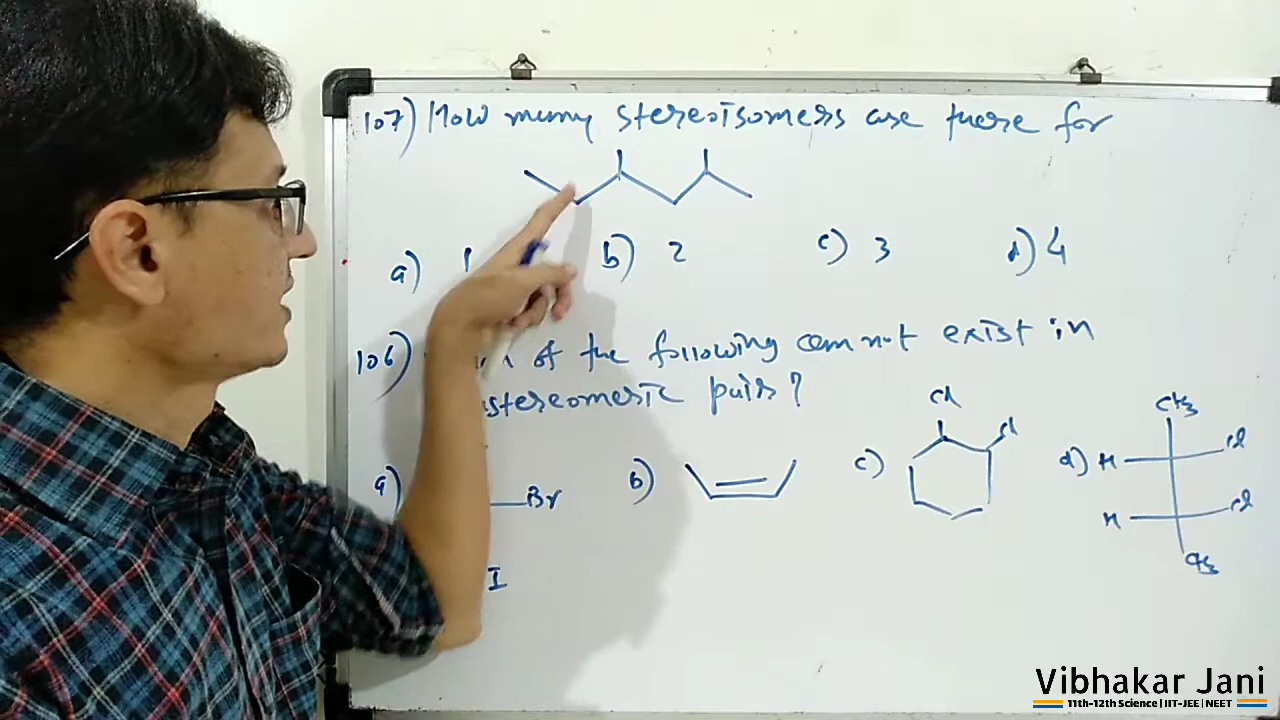 107) How many stereoisomers are there for
a) 1 b) 2 c) 3 d) 4
106) of the following cannot exist in
stereomeric pair?
a) Br I
b)
c) Cl Cl
d) CH3 H Cl H Cl CH3
Vibhakar Jani
11th-12th Science | IIT-JEE | NEET